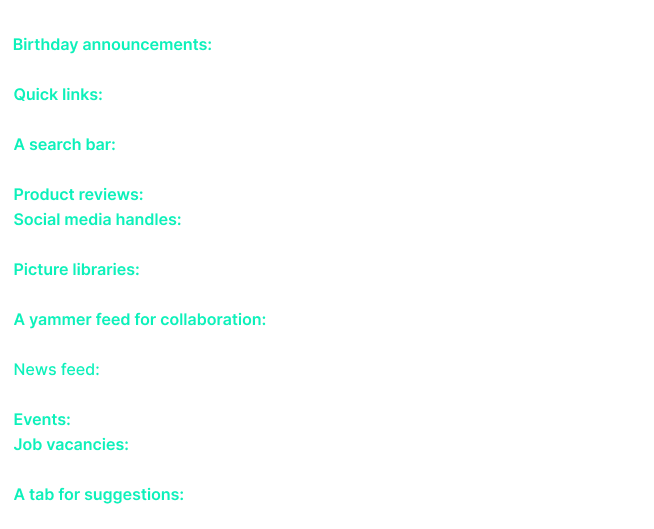 Birthday announcements:
Quick links:
A search bar:
Product reviews:
Social media handles:
Picture libraries:
A yammer feed for collaboration:
News feed:
Events:
Job vacancies:
A tab for suggestions: